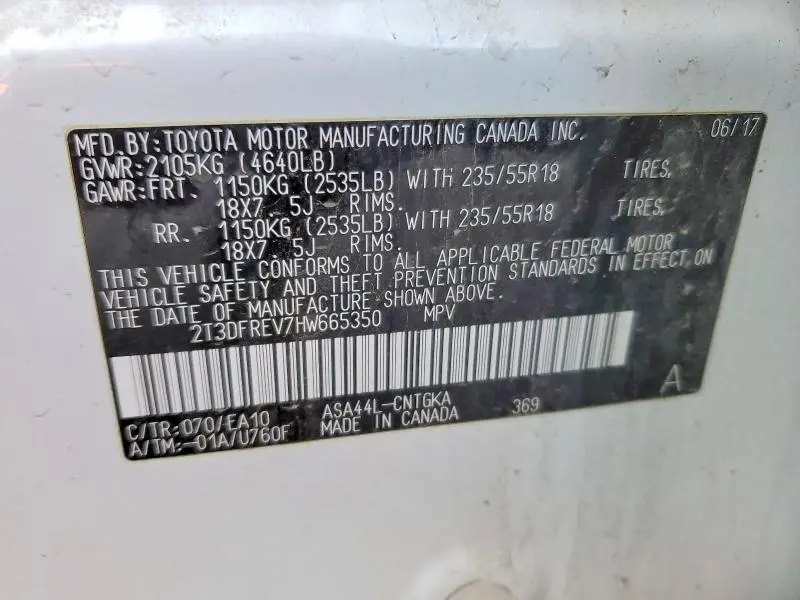 MFD. BY: TOYOTA MOTOR MANUFACTURING CANADA INC. 06/17
GVWR: 2105KG (4640LB)
GAWR: FRT. 1150KG (2535LB) WITH 235/55R18 TIRES,
18X7. 5J RIMS.
RR. 1150KG (2535LB) WITH 235/55R18 TIRES,
18X7. 5J RIMS.
THIS VEHICLE CONFORMS TO ALL APPLICABLE FEDERAL MOTOR
VEHICLE SAFETY AND THEFT PREVENTION STANDARDS IN EFFECT ON
THE DATE OF MANUFACTURE SHOWN ABOVE.
2T3DFREV7HW665350 MPV
C/TR: 070/EA10 ASA44L-CNTGKA 369 A
A/TM: -01A/U760F MADE IN CANADA